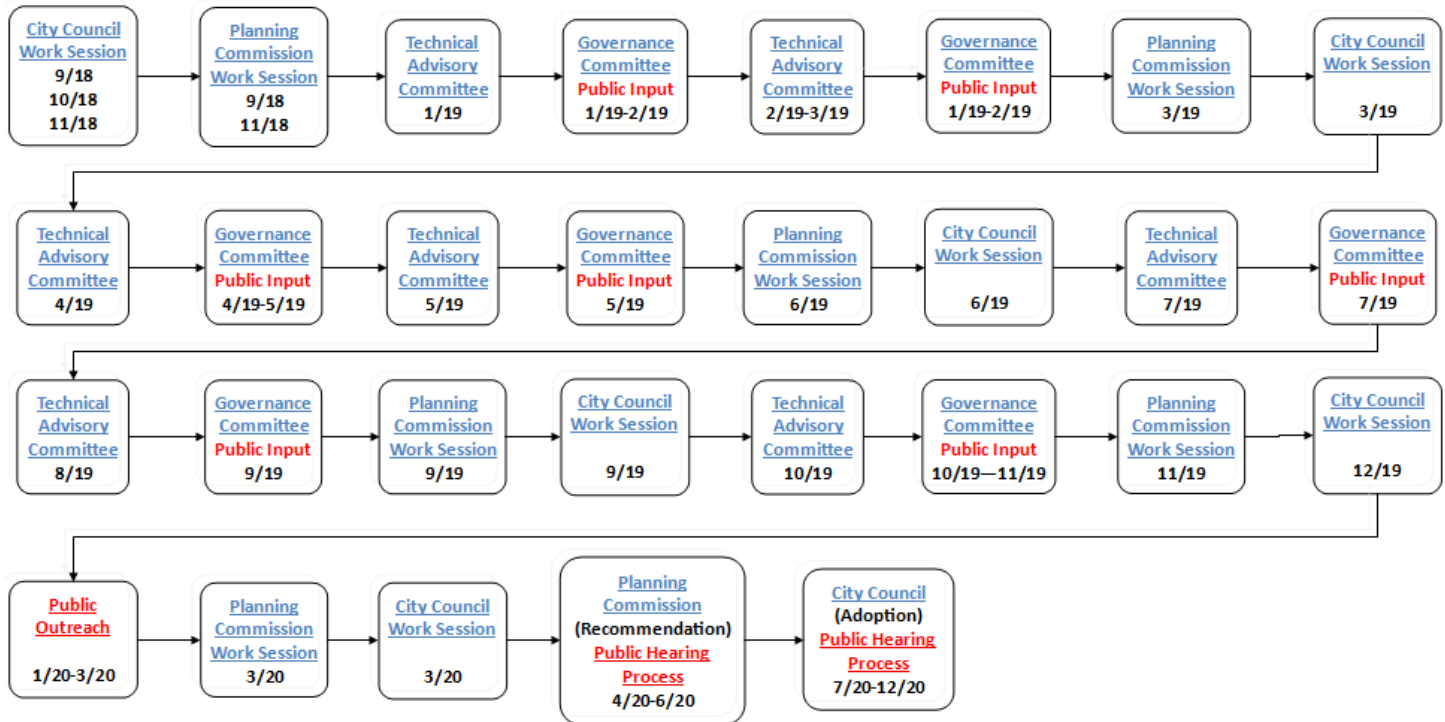 City Council
Work Session
9/18
10/18
11/18
Planning
Commission
Work Session
9/18
11/18
Technical
Advisory
Committee
1/19
Governance
Committee
Public Input
1/19-2/19
Technical
Advisory
Committee
2/19-3/19
Governance
Committee
Public Input
1/19-2/19
Planning
Commission
Work Session
3/19
City Council
Work Session
3/19
Technical
Advisory
Committee
4/19
Governance
Committee
Public Input
4/19-5/19
Technical
Advisory
Committee
5/19
Governance
Committee
Public Input
5/19
Planning
Commission
Work Session
6/19
City Council
Work Session
6/19
Technical
Advisory
Committee
7/19
Governance
Committee
Public Input
7/19
Technical
Advisory
Committee
8/19
Governance
Committee
Public Input
9/19
Planning
Commission
Work Session
9/19
City Council
Work Session
9/19
Technical
Advisory
Committee
10/19
Governance
Committee
Public Input
10/19—11/19
Planning
Commission
Work Session
11/19
City Council
Work Session
12/19
Public
Outreach
1/20-3/20
Planning
Commission
Work Session
3/20
City Council
Work Session
3/20
Planning
Commission
(Recommendation)
Public Hearing
Process
4/20-6/20
City Council
(Adoption)
Public Hearing
Process
7/20-12/20